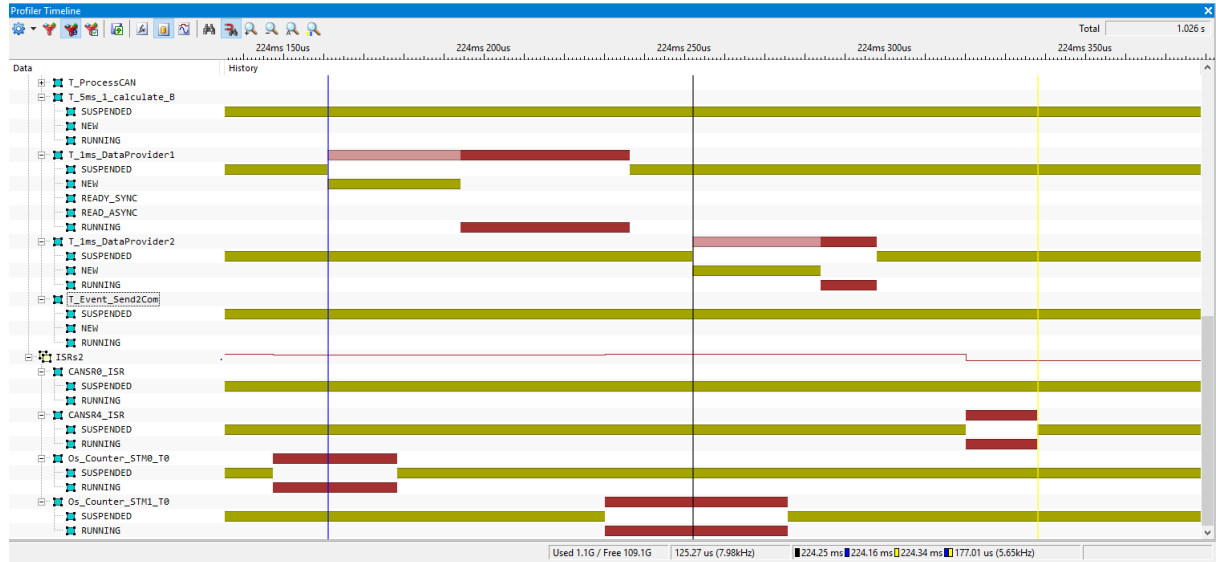 Profiler Timeline
Total 1.026 s
224ms 150us 224ms 200us 224ms 250us 224ms 300us 224ms 350us
Data History
T_ProcessCAN
T_5ms_1_calculate_B
SUSPENDED
NEW
RUNNING
T_1ms_DataProvider1
SUSPENDED
NEW
READY_SYNC
READ_ASYNC
RUNNING
T_1ms_DataProvider2
SUSPENDED
NEW
RUNNING
T_Event_Send2Com
SUSPENDED
NEW
RUNNING
ISRs2
CANSR0_ISR
SUSPENDED
RUNNING
CANSR4_ISR
SUSPENDED
RUNNING
Os_Counter_STM0_T0
SUSPENDED
RUNNING
Os_Counter_STM1_T0
SUSPENDED
RUNNING
Used 1.1G / Free 109.1G 125.27 us (7.98kHz) 224.25 ms 224.16 ms 224.34 ms 177.01 us (5.65kHz)